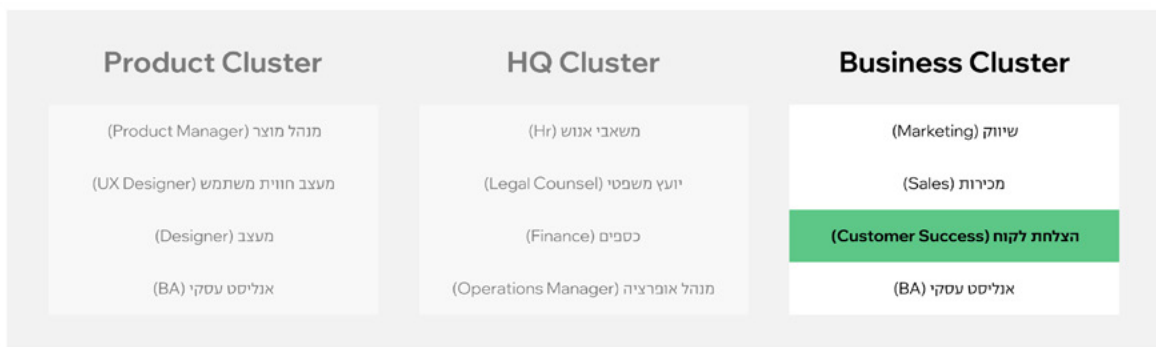 Product Cluster
מנהל מוצר (Product Manager)
מעצב חווית משתמש (UX Designer)
מעצב (Designer)
אנליסט עסקי (BA)
HQ Cluster
משאבי אנוש (Hr)
יועץ משפטי (Legal Counsel)
כספים (Finance)
מנהל אופרציה (Operations Manager)
Business Cluster
שיווק (Marketing)
מכירות (Sales)
הצלחת לקוח (Customer Success)
אנליסט עסקי (BA)